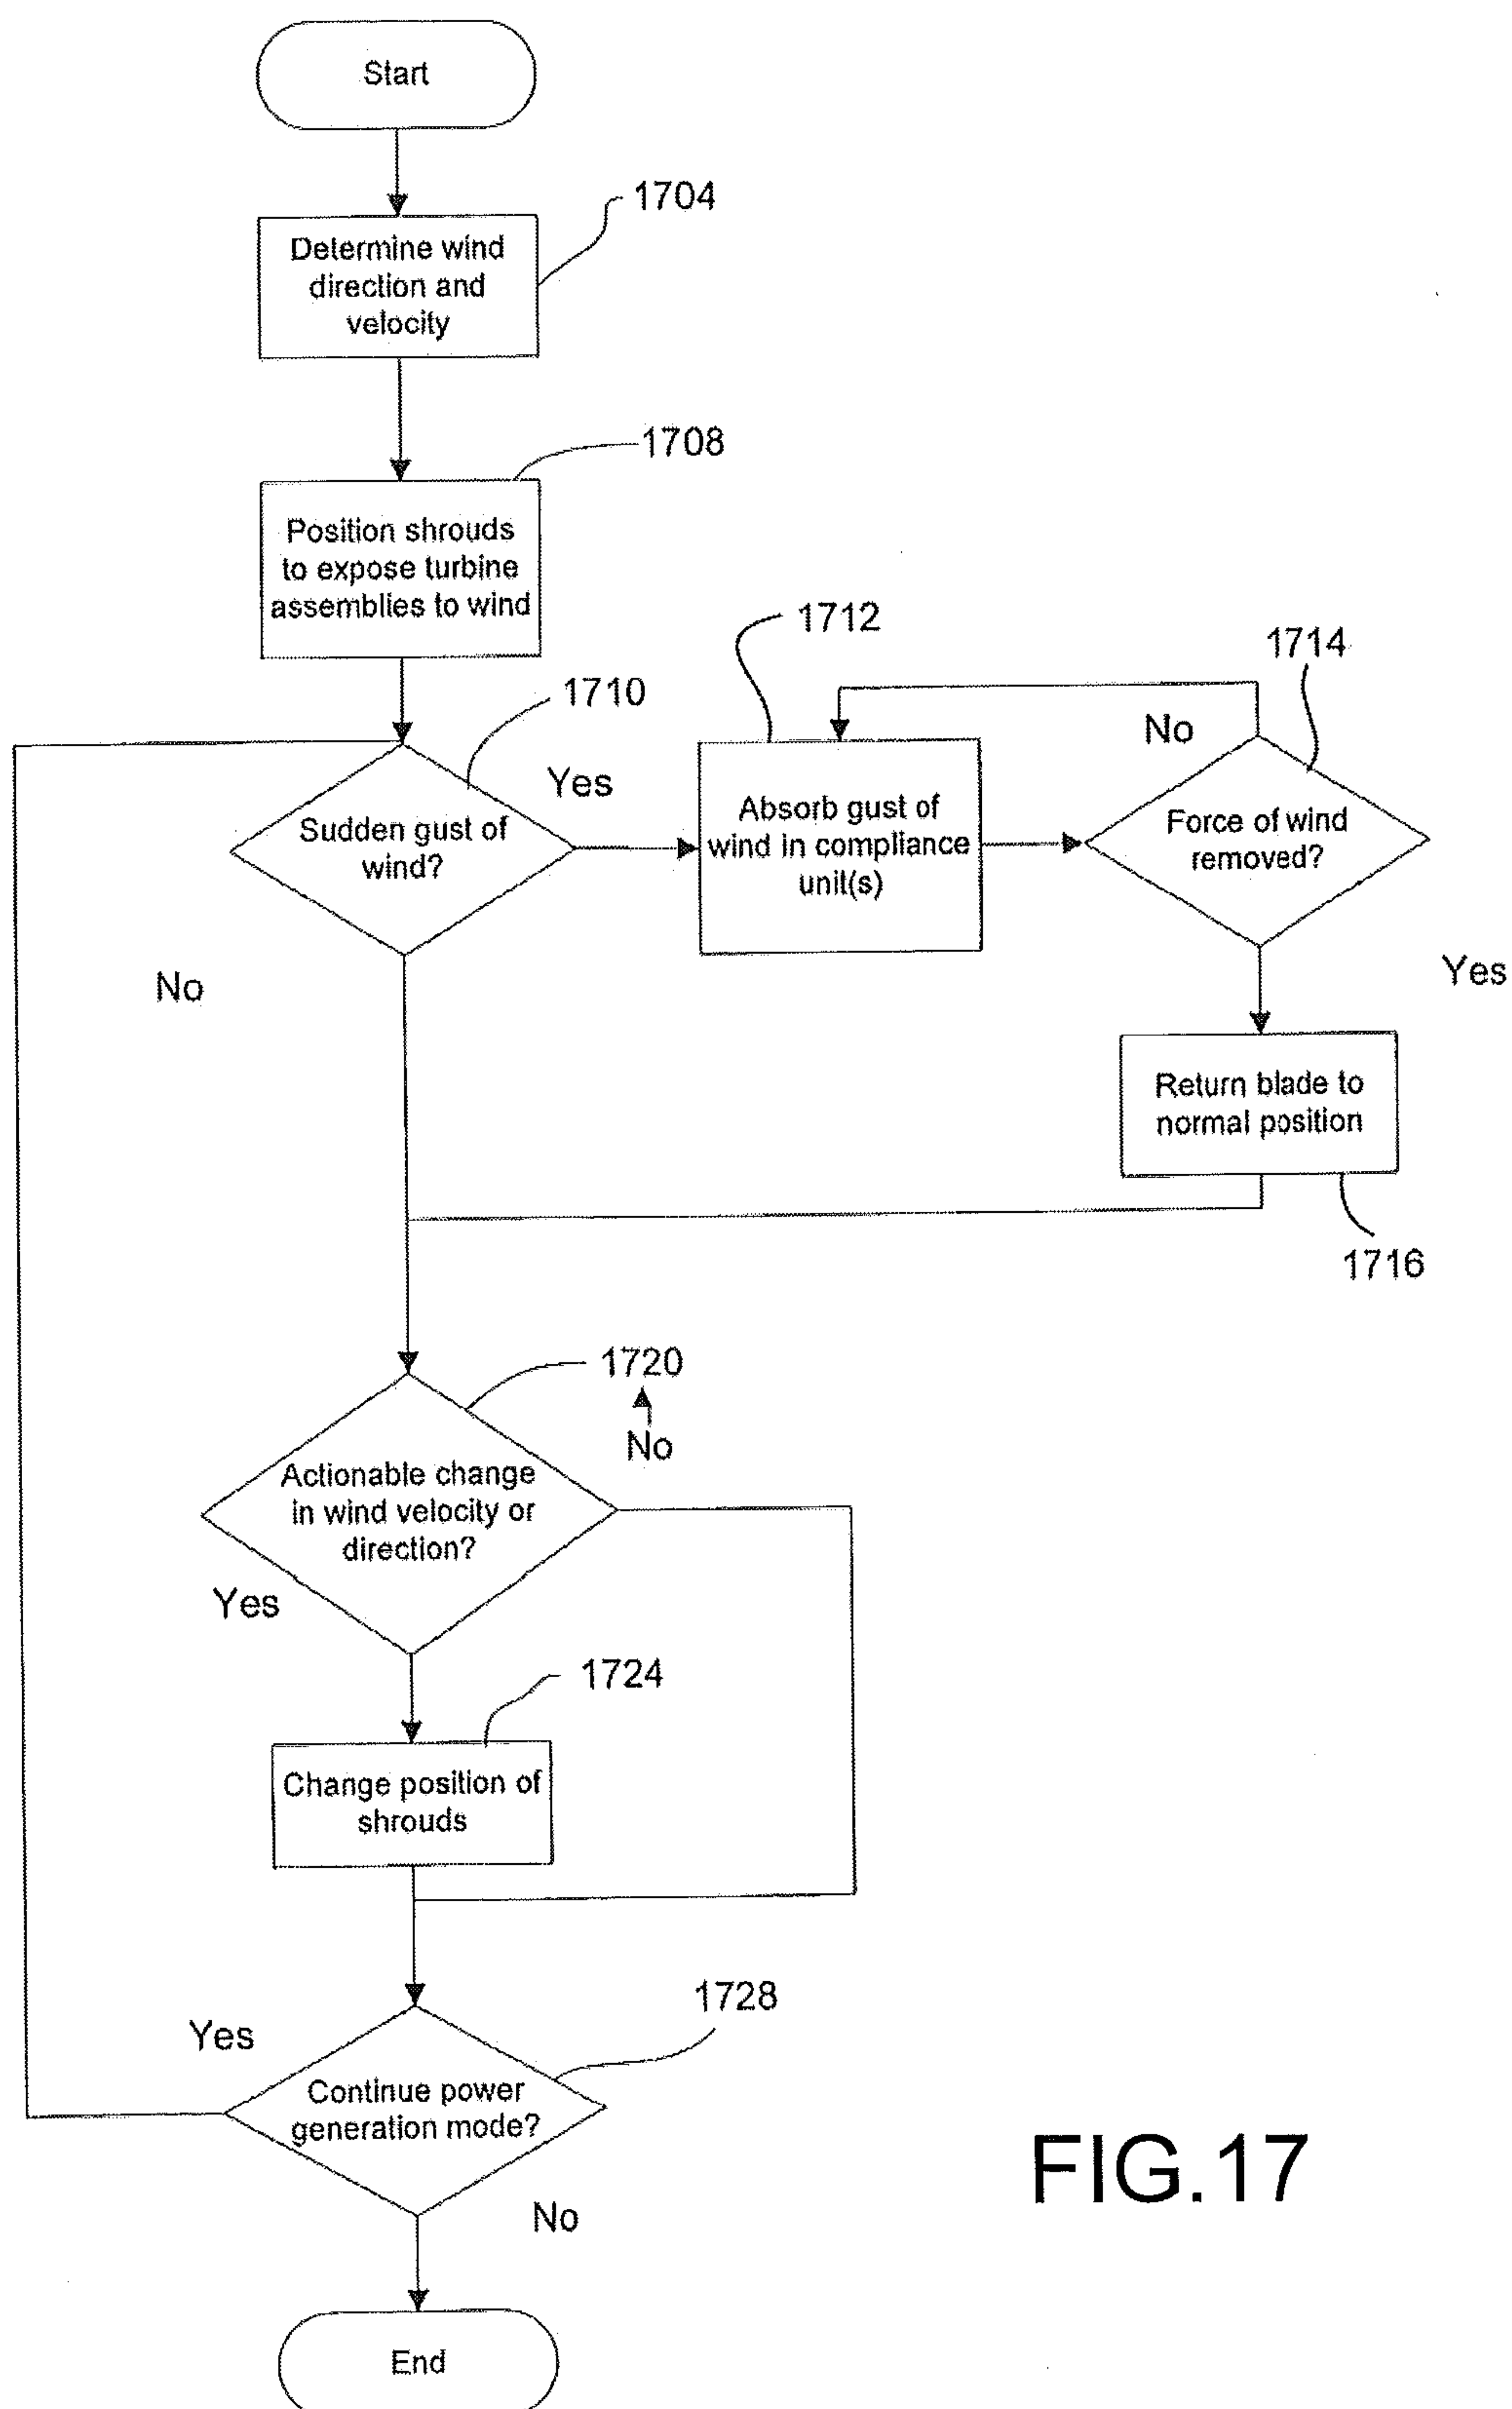 Start
1704
Determine wind
direction and
velocity
1708
Position shrouds
to expose turbine
assemblies to wind
1710
Sudden gust of
wind?
Yes
No
1712
Absorb gust of
wind in compliance
unit(s)
1714
No
Force of wind
removed?
Yes
Return blade to
normal position
1716
1720
No
Actionable change
in wind velocity or
direction?
Yes
1724
Change position of
shrouds
1728
Yes
Continue power
generation mode?
No
End
FIG.17